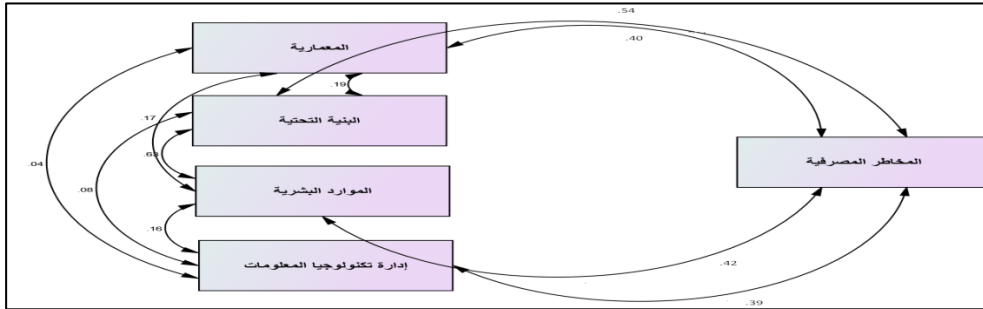 .54
.40
المعمارية
.19
.17
البنية التحتية
.63
المخاطر المصرفية
.04
الموارد البشرية
.08
.16
إدارة تكنولوجيا المعلومات
.42
.39